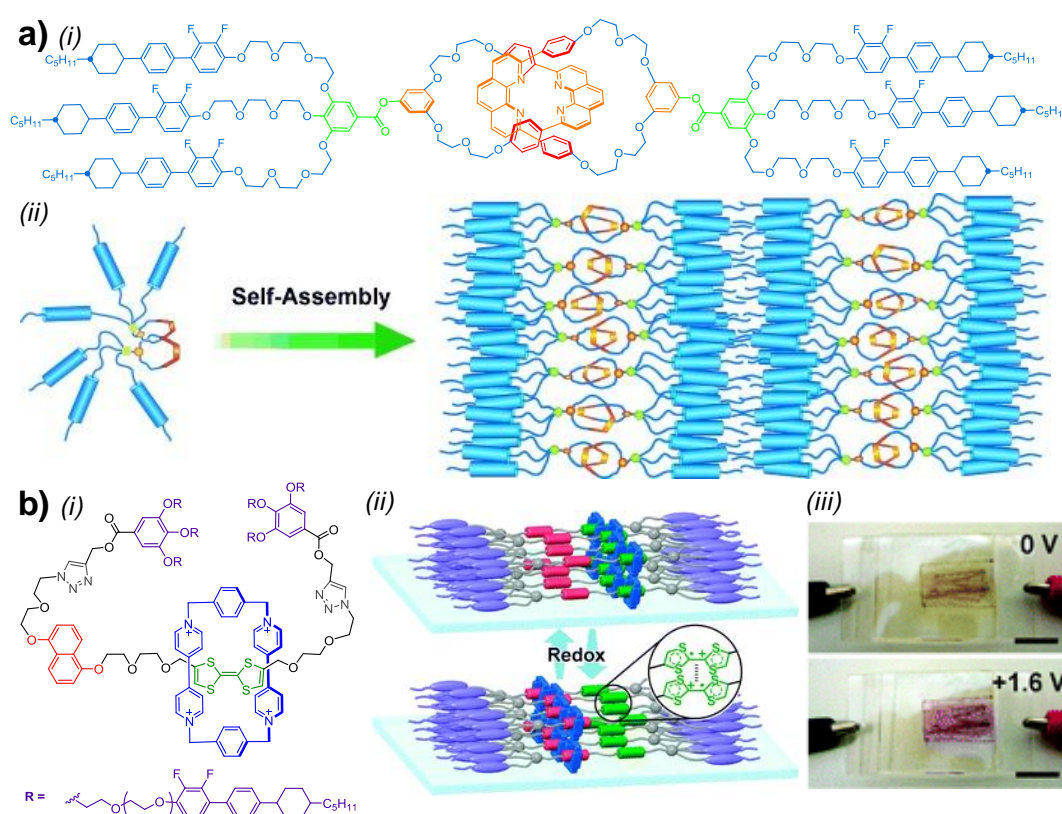 a) (i)
F F O O O O O O O O F F
C5H11 O O O O C5H11
F F O O N N O O F F
C5H11 O O O O O N N O O O O O C5H11
F F O O O O O O F F
C5H11 O O O O O O O O C5H11
(ii)
Self-Assembly
b) (i)
OR
OR
OR
O
O
N
N=N
O
O
O
O
O
OR
RO
RO
O
O
N
N
N
O
O
N+
N+
S
S
S
S
N+
N+
R =
O
O
F
F
C5H11
(ii)
Redox
S
S
S
S
+
+
S
S
S
S
(iii)
0 V
+1.6 V